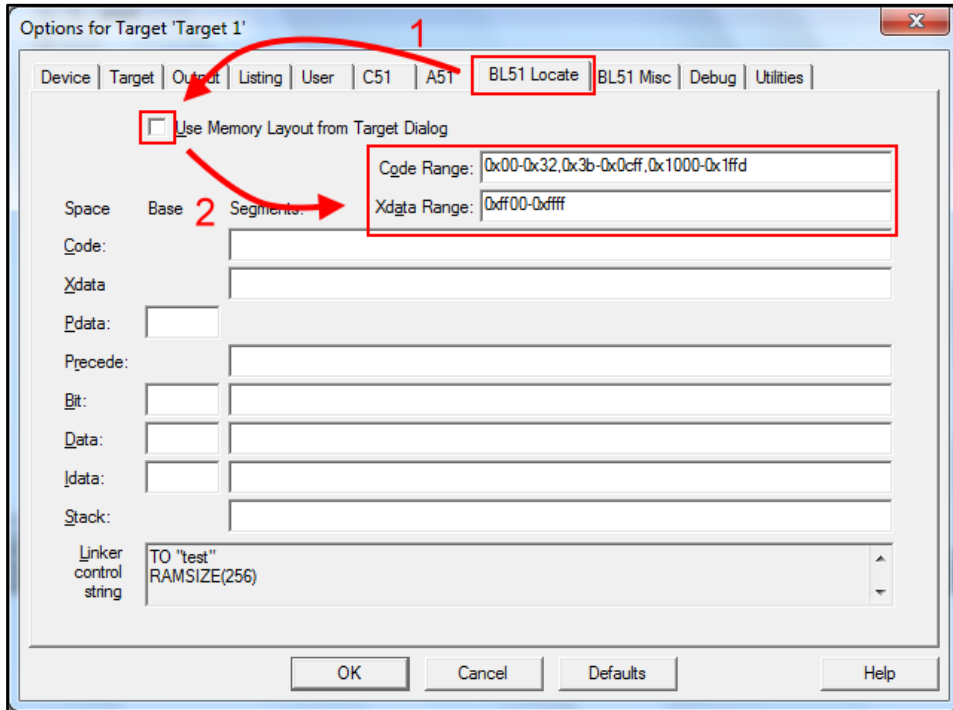 Options for Target 'Target 1'
1
Device Target Output Listing User C51 A51 BL51 Locate BL51 Misc Debug Utilities
Use Memory Layout from Target Dialog
Code Range: 0x00-0x32,0x3b-0x0cff,0x1000-0x1ffd
Xdata Range: 0xff00-0xffff
Space Base 2 Segments:
Code:
Xdata
Pdata:
Precede:
Bit:
Data:
Idata:
Stack:
Linker
control
string
TO "test"
RAMSIZE(256)
OK Cancel Defaults Help